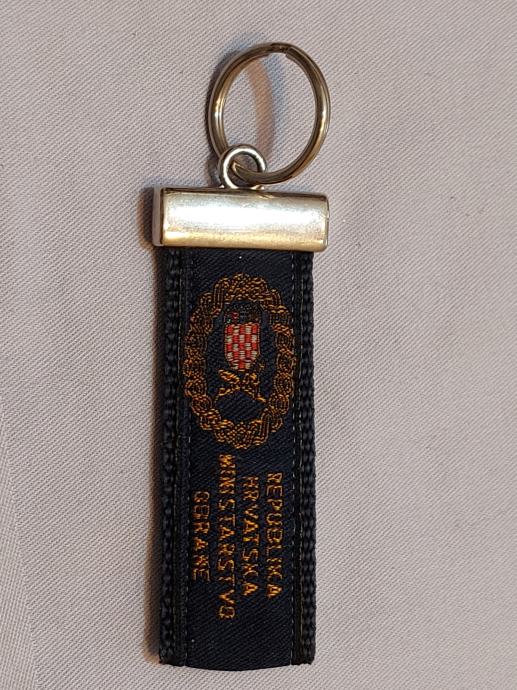 REPUBLIKA
HRVATSKA
MINISTARSTVO
OBRANE